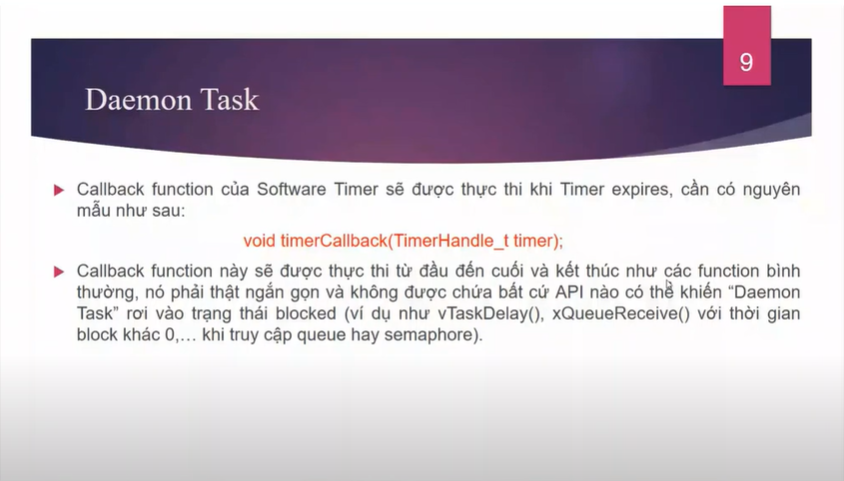 9
Daemon Task
Callback function của Software Timer sẽ được thực thi khi Timer expires, cần có nguyên
mẫu như sau:
void timerCallback(TimerHandle_t timer);
Callback function này sẽ được thực thi từ đầu đến cuối và kết thúc như các function bình
thường, nó phải thật ngắn gọn và không được chứa bất cứ API nào có thể khiến “Daemon
Task” rơi vào trạng thái blocked (ví dụ như vTaskDelay(), xQueueReceive() với thời gian
block khác 0,… khi truy cập queue hay semaphore).